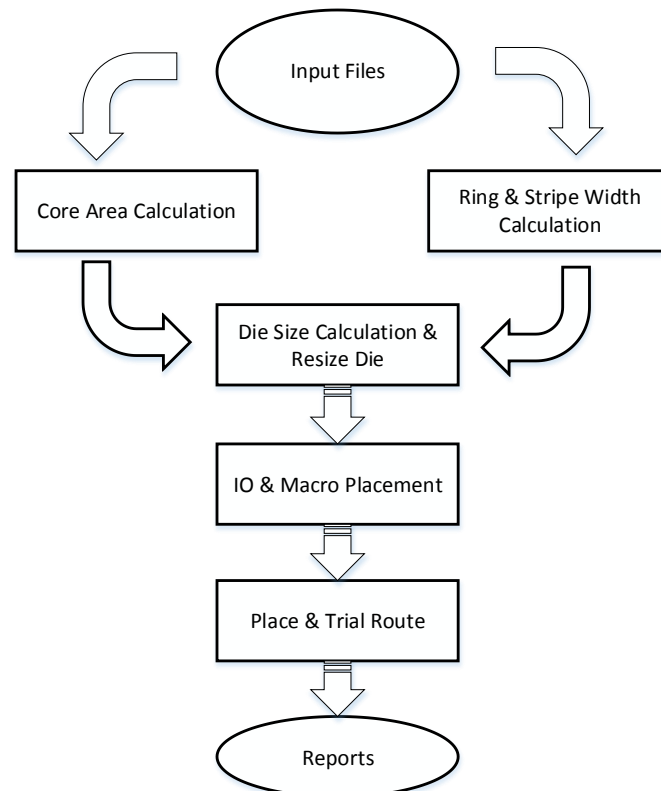 Input Files
Core Area Calculation
Ring & Stripe Width
Calculation
Die Size Calculation &
Resize Die
IO & Macro Placement
Place & Trial Route
Reports